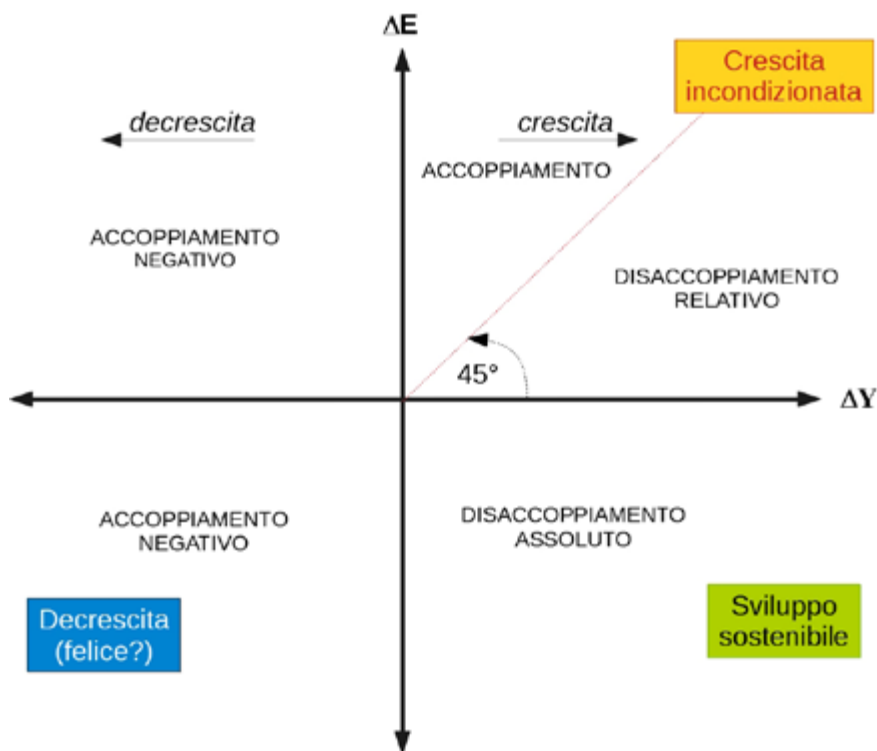 ΔE
Crescita
incondizionata
decrescita
crescita
ACCOPPIAMENTO
ACCOPPIAMENTO
NEGATIVO
DISACCOPPIAMENTO
RELATIVO
45°
ΔY
ACCOPPIAMENTO
NEGATIVO
DISACCOPPIAMENTO
ASSOLUTO
Decrescita
(felice?)
Sviluppo
sostenibile